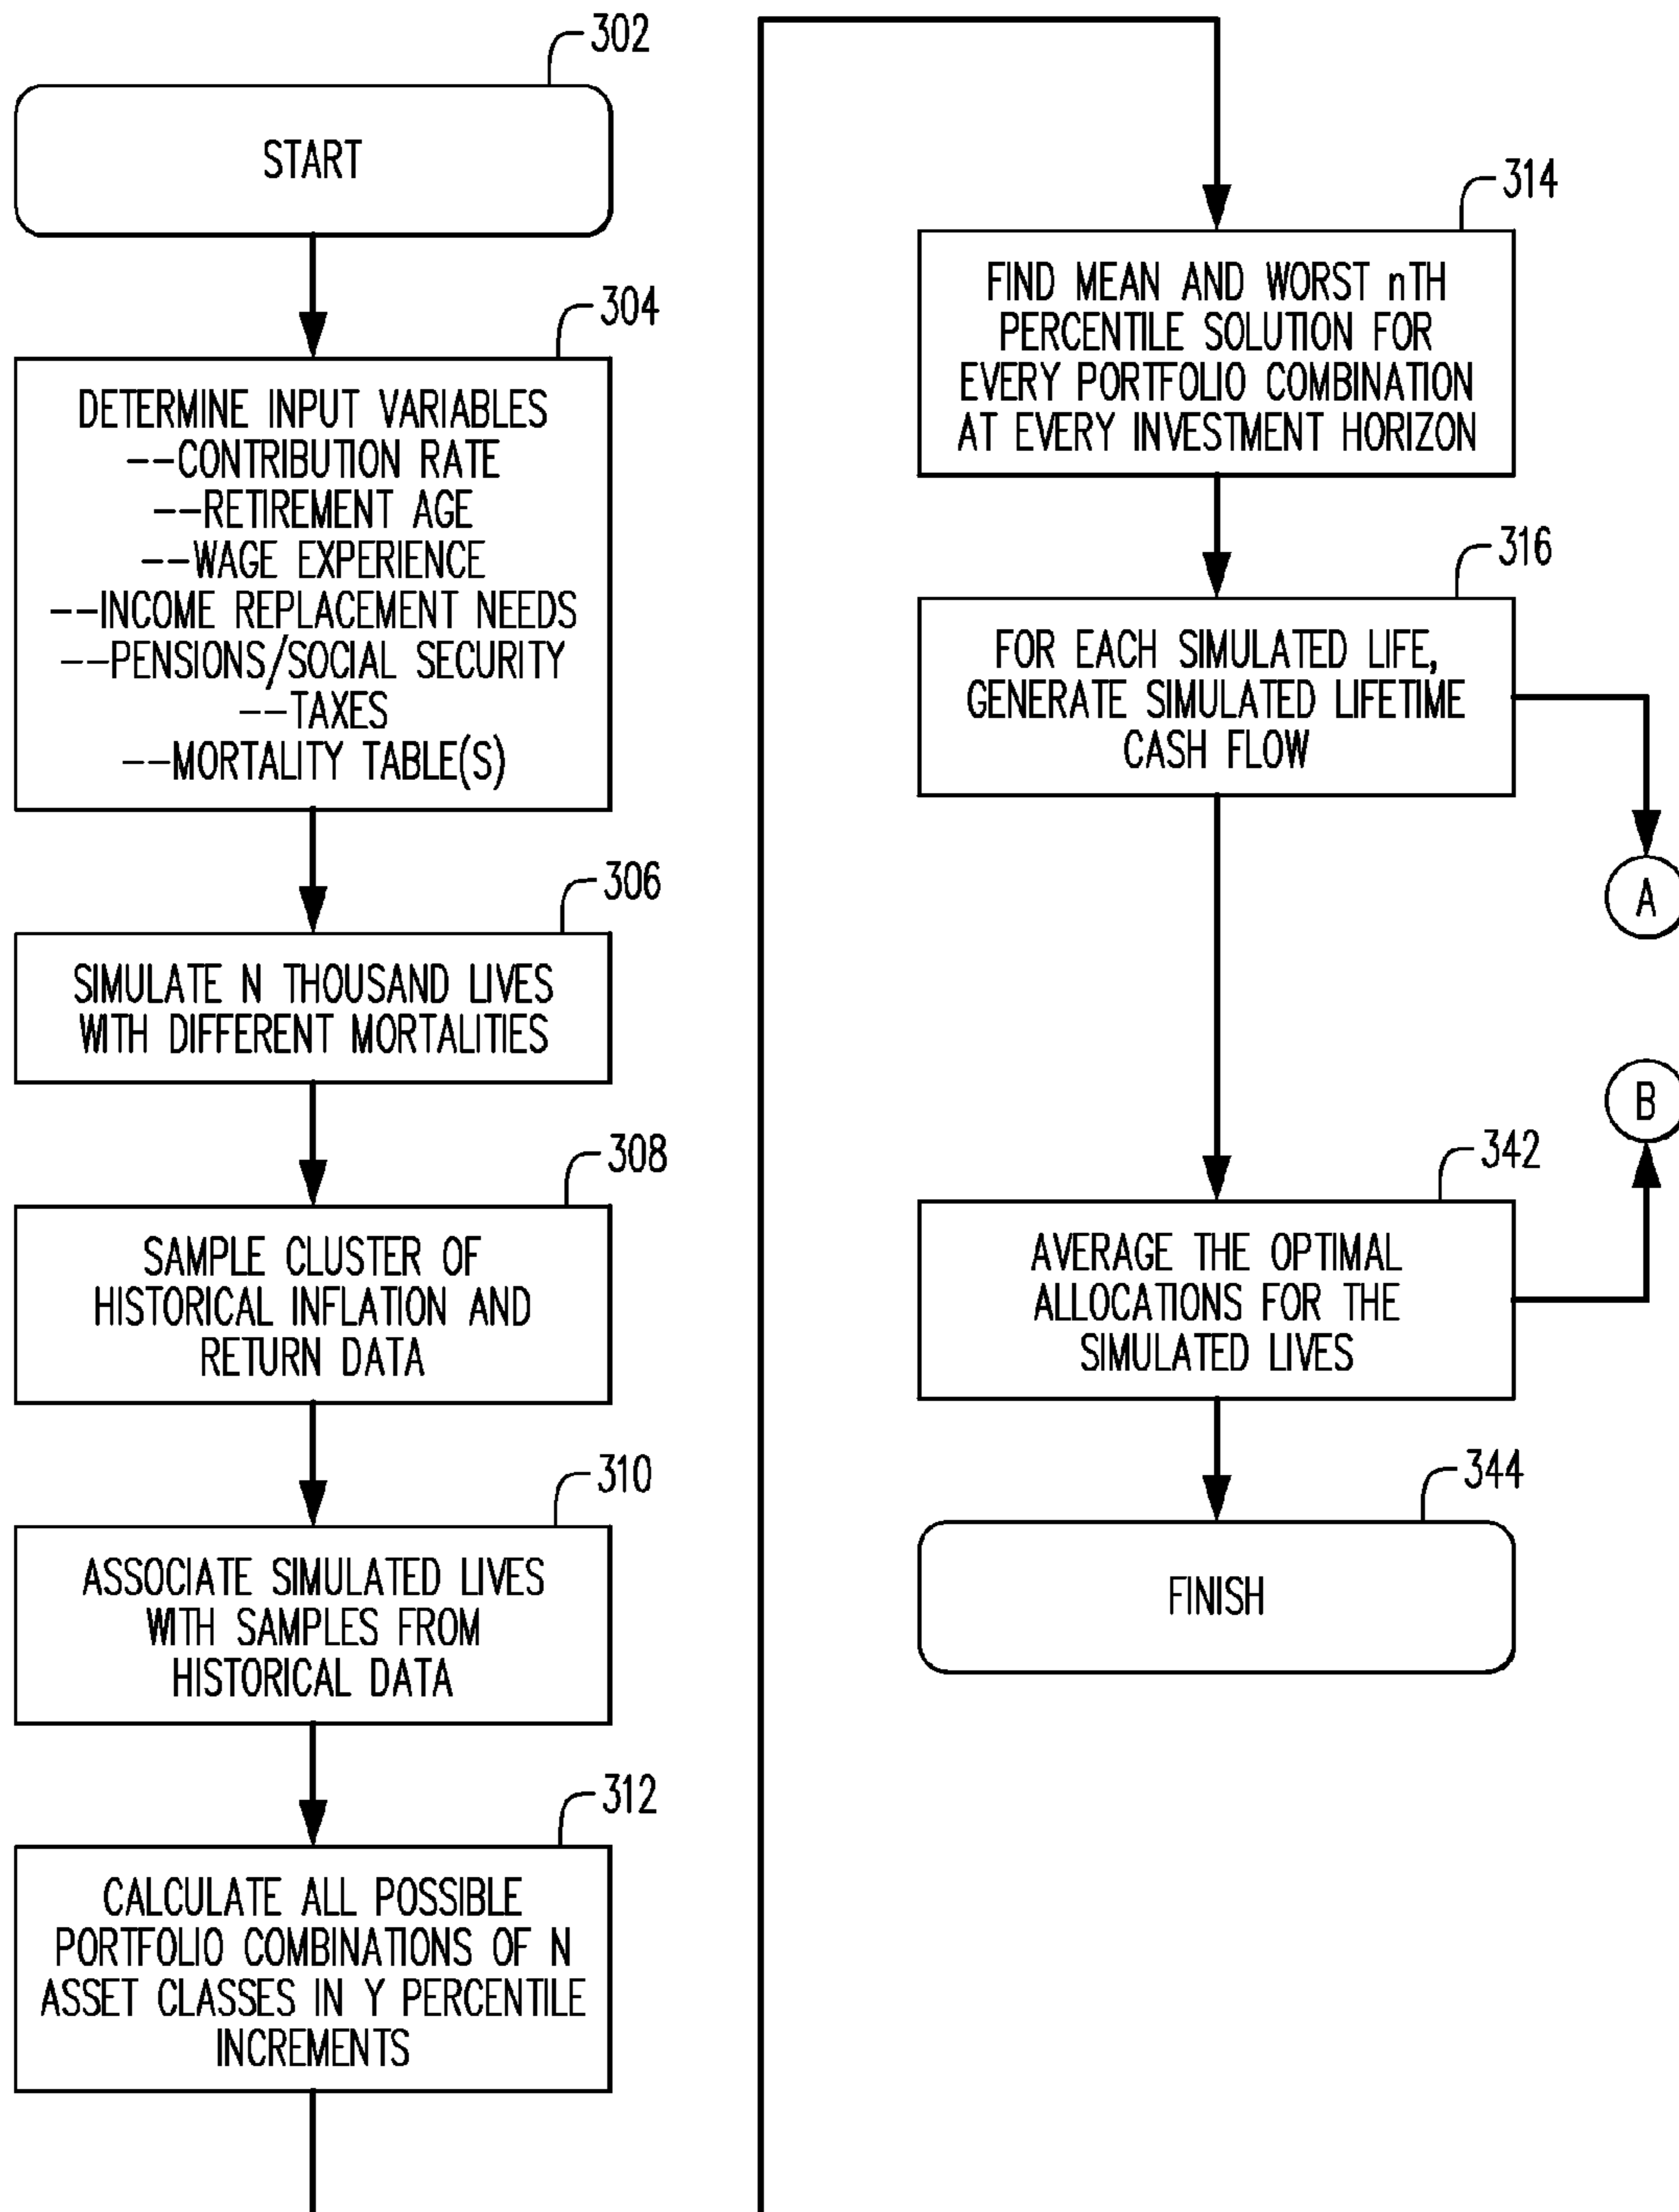 302
START
304
DETERMINE INPUT VARIABLES
--CONTRIBUTION RATE
--RETIREMENT AGE
--WAGE EXPERIENCE
--INCOME REPLACEMENT NEEDS
--PENSIONS/SOCIAL SECURITY
--TAXES
--MORTALITY TABLE(S)
306
SIMULATE N THOUSAND LIVES
WITH DIFFERENT MORTALITIES
308
SAMPLE CLUSTER OF
HISTORICAL INFLATION AND
RETURN DATA
310
ASSOCIATE SIMULATED LIVES
WITH SAMPLES FROM
HISTORICAL DATA
312
CALCULATE ALL POSSIBLE
PORTFOLIO COMBINATIONS OF N
ASSET CLASSES IN Y PERCENTILE
INCREMENTS
314
FIND MEAN AND WORST nTH
PERCENTILE SOLUTION FOR
EVERY PORTFOLIO COMBINATION
AT EVERY INVESTMENT HORIZON
316
FOR EACH SIMULATED LIFE,
GENERATE SIMULATED LIFETIME
CASH FLOW
A
B
342
AVERAGE THE OPTIMAL
ALLOCATIONS FOR THE
SIMULATED LIVES
344
FINISH